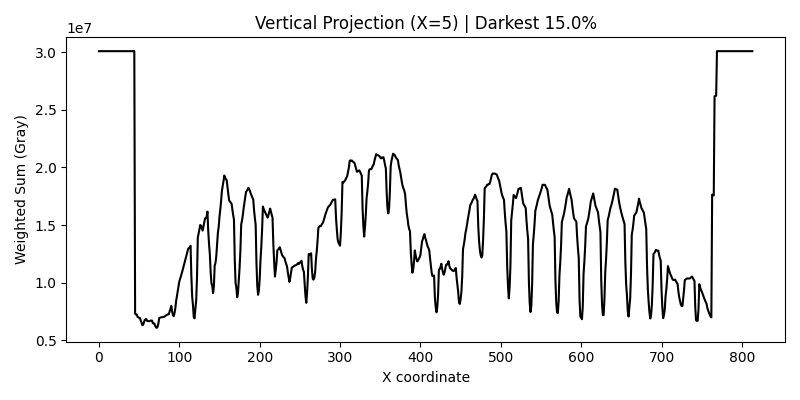 Vertical Projection (X=5) | Darkest 15.0%
1e7
3.0
2.5
2.0
1.5
1.0
0.5
Weighted Sum (Gray)
0 100 200 300 400 500 600 700 800
X coordinate